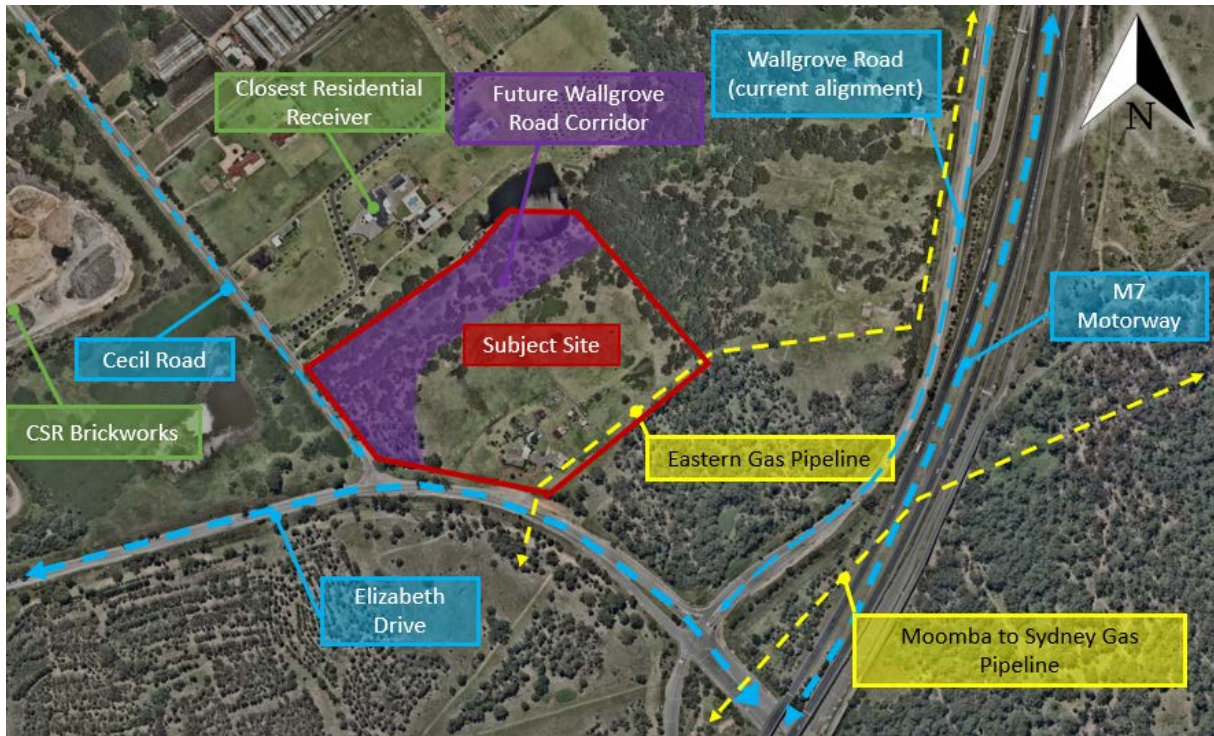 Closest Residential
Receiver
Future Wallgrove
Road Corridor
Wallgrove Road
(current alignment)
N
M7
Motorway
Subject Site
Cecil Road
CSR Brickworks
Eastern Gas Pipeline
Elizabeth
Drive
Moomba to Sydney Gas
Pipeline